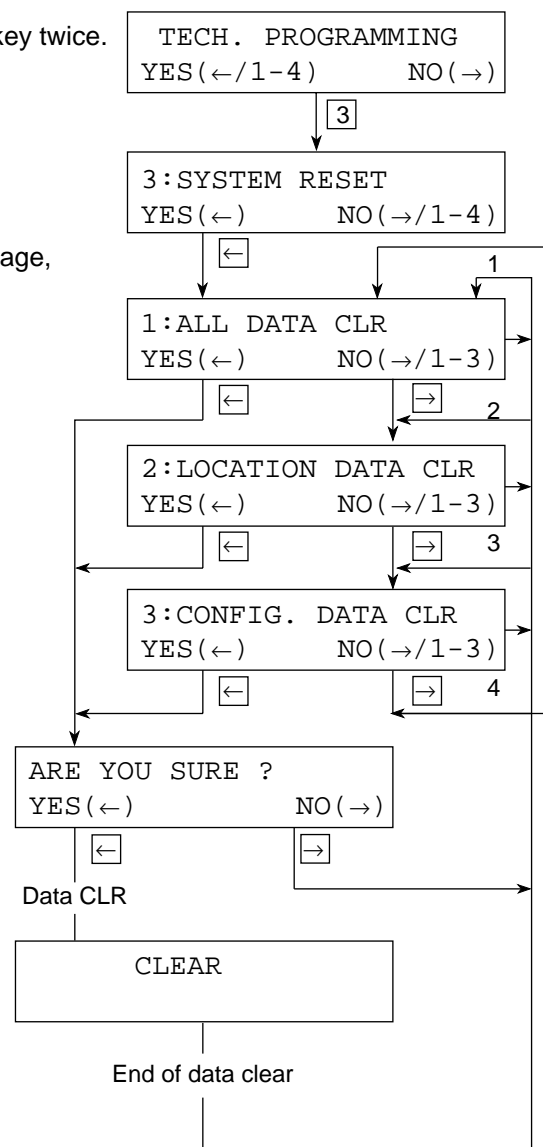 key twice.
TECH. PROGRAMMING
YES(←/1-4) NO(→)
3
3:SYSTEM RESET
YES(←) NO(→/1-4)
age,
←
1
1:ALL DATA CLR
YES(←) NO(→/1-3)
← → 2
2:LOCATION DATA CLR
YES(←) NO(→/1-3)
← → 3
3:CONFIG. DATA CLR
YES(←) NO(→/1-3)
← → 4
ARE YOU SURE ?
YES(←) NO(→)
← →
Data CLR
CLEAR
End of data clear